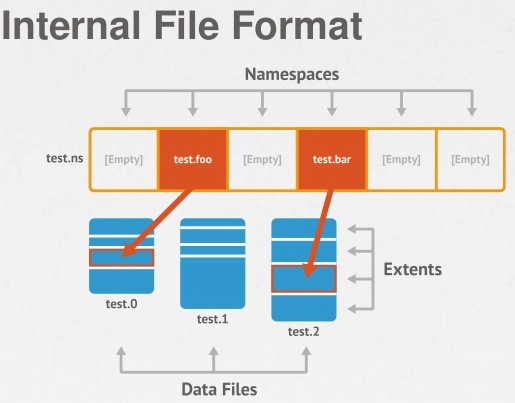 Internal File Format
Namespaces
test.ns
[Empty]
test.foo
[Empty]
test.bar
[Empty]
[Empty]
test.0
test.1
test.2
Extents
Data Files